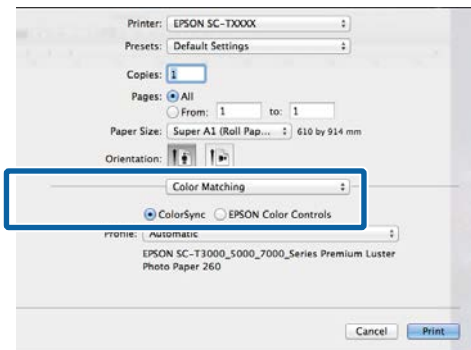 Printer: EPSON SC-TXXXX
Presets: Default Settings
Copies: 1
Pages: All
From: 1 to: 1
Paper Size: Super A1 (Roll Pap... 610 by 914 mm
Orientation:
Color Matching
ColorSync EPSON Color Controls
Profile: Automatic
EPSON SC-T3000_5000_7000_Series Premium Luster
Photo Paper 260
Cancel Print